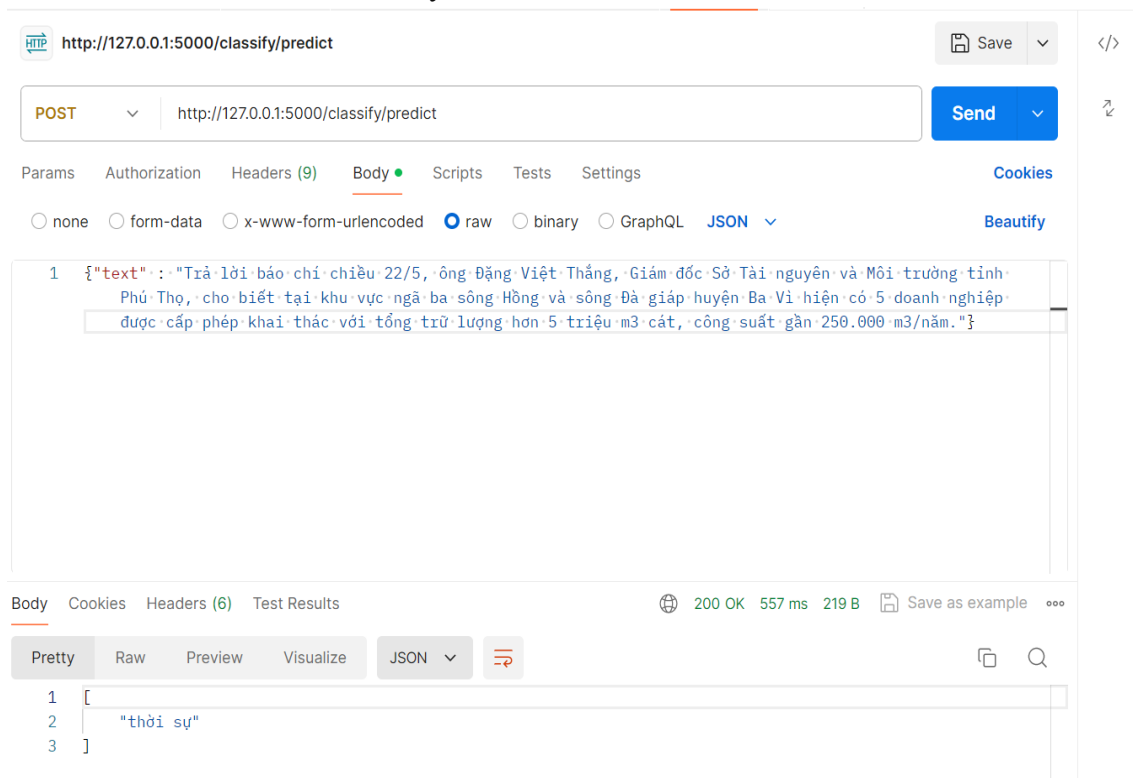 HTTP http://127.0.0.1:5000/classify/predict Save </>
POST http://127.0.0.1:5000/classify/predict Send
Params Authorization Headers (9) Body Scripts Tests Settings Cookies
none form-data x-www-form-urlencoded raw binary GraphQL JSON Beautify
1 {"text" : "Trả lời báo chí chiều 22/5, ông Đặng Việt Thắng, Giám đốc Sở Tài nguyên và Môi trường tỉnh
Phú Thọ, cho biết tại khu vực ngã ba sông Hồng và sông Đà giáp huyện Ba Vì hiện có 5 doanh nghiệp
được cấp phép khai thác với tổng trữ lượng hơn 5 triệu m3 cát, công suất gần 250.000 m3/năm."}
Body Cookies Headers (6) Test Results 200 OK 557 ms 219 B Save as example
Pretty Raw Preview Visualize JSON
1 [
2 "thời sự"
3 ]